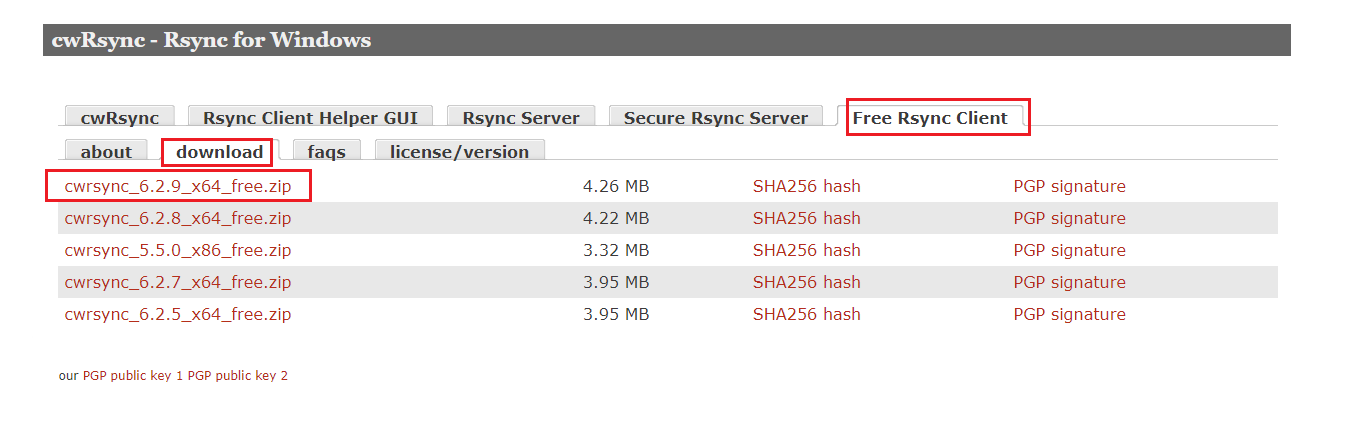 cwRsync - Rsync for Windows
cwRsync Rsync Client Helper GUI Rsync Server Secure Rsync Server Free Rsync Client
about download faqs license/version
cwrsync_6.2.9_x64_free.zip 4.26 MB SHA256 hash PGP signature
cwrsync_6.2.8_x64_free.zip 4.22 MB SHA256 hash PGP signature
cwrsync_5.5.0_x86_free.zip 3.32 MB SHA256 hash PGP signature
cwrsync_6.2.7_x64_free.zip 3.95 MB SHA256 hash PGP signature
cwrsync_6.2.5_x64_free.zip 3.95 MB SHA256 hash PGP signature
our PGP public key 1 PGP public key 2